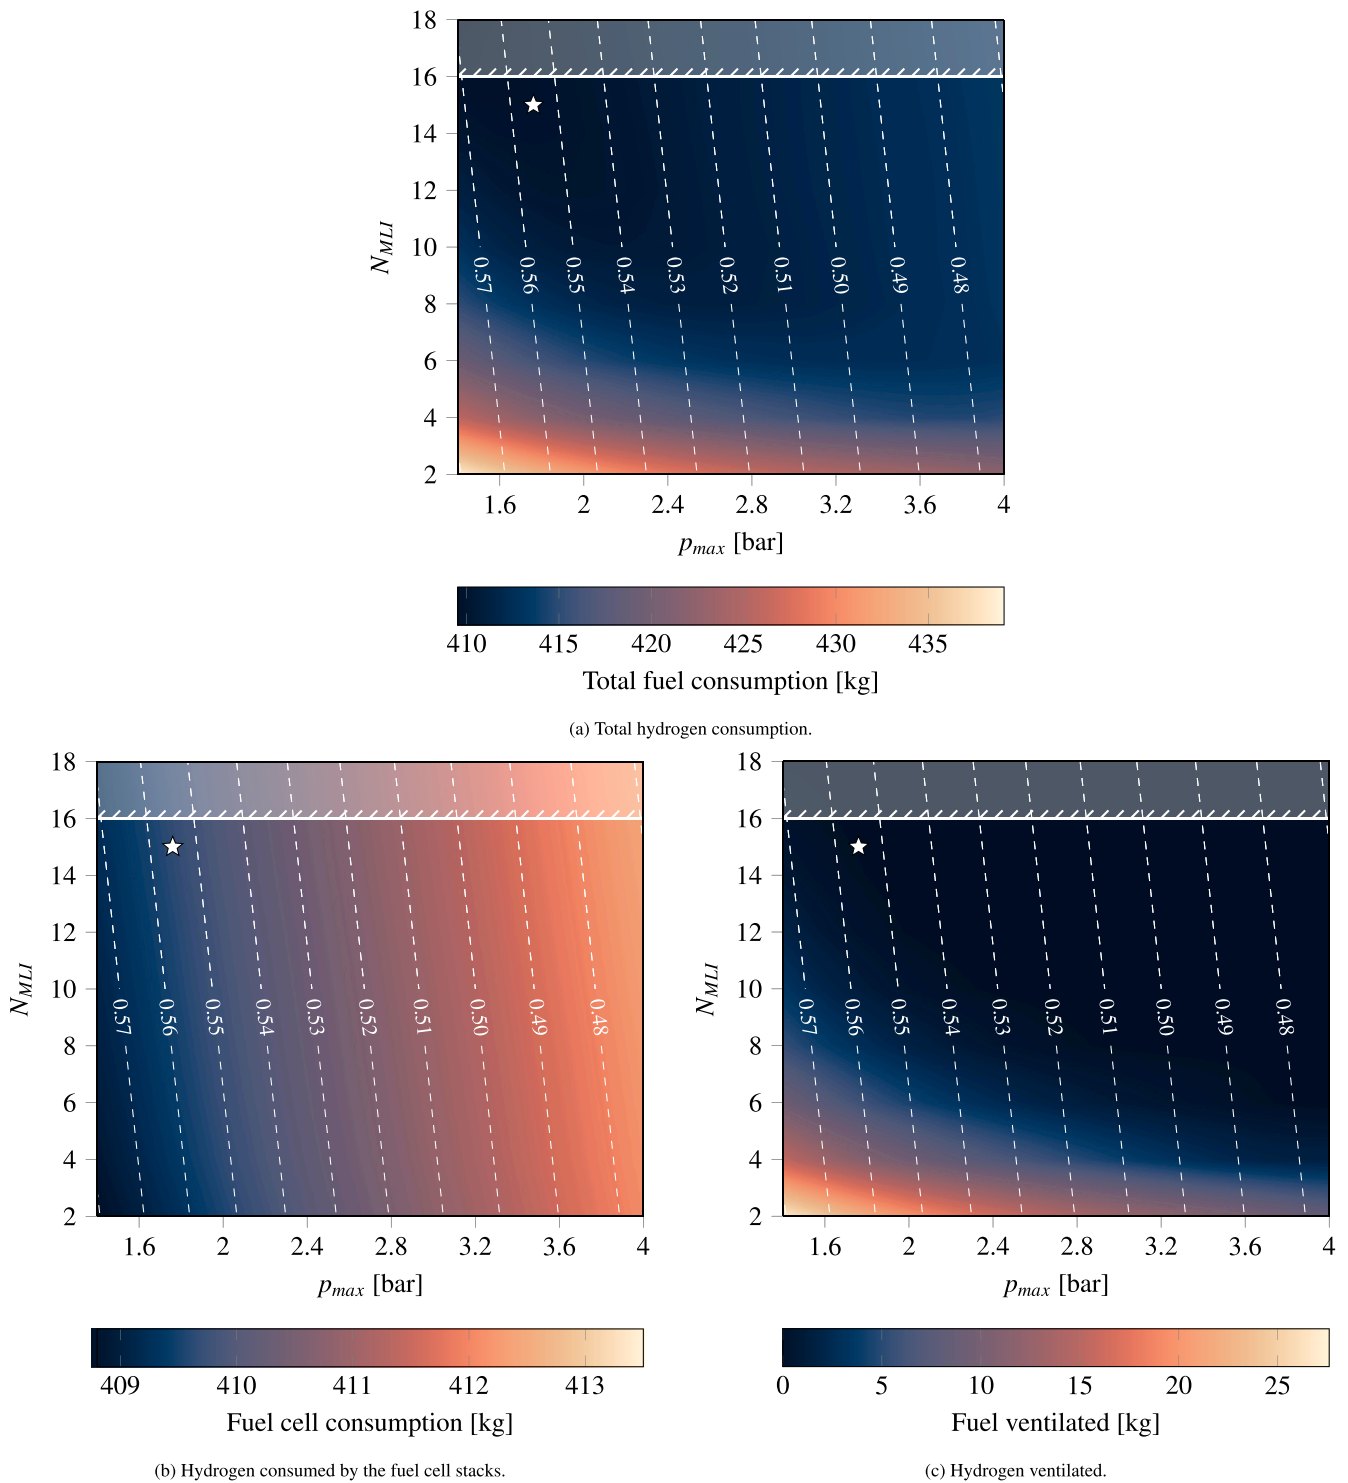 18
16
14
12
10
8
6
4
2
N_MLI
0.57 0.56 0.55 0.54 0.53 0.52 0.51 0.50 0.49 0.48
1.6 2 2.4 2.8 3.2 3.6 4
p_max [bar]
410 415 420 425 430 435
Total fuel consumption [kg]
(a) Total hydrogen consumption.
18
16
14
12
10
8
6
4
2
N_MLI
0.57 0.56 0.55 0.54 0.53 0.52 0.51 0.50 0.49 0.48
1.6 2 2.4 2.8 3.2 3.6 4
p_max [bar]
409 410 411 412 413
Fuel cell consumption [kg]
(b) Hydrogen consumed by the fuel cell stacks.
18
16
14
12
10
8
6
4
2
N_MLI
0.57 0.56 0.55 0.54 0.53 0.52 0.51 0.50 0.49 0.48
1.6 2 2.4 2.8 3.2 3.6 4
p_max [bar]
0 5 10 15 20 25
Fuel ventilated [kg]
(c) Hydrogen ventilated.